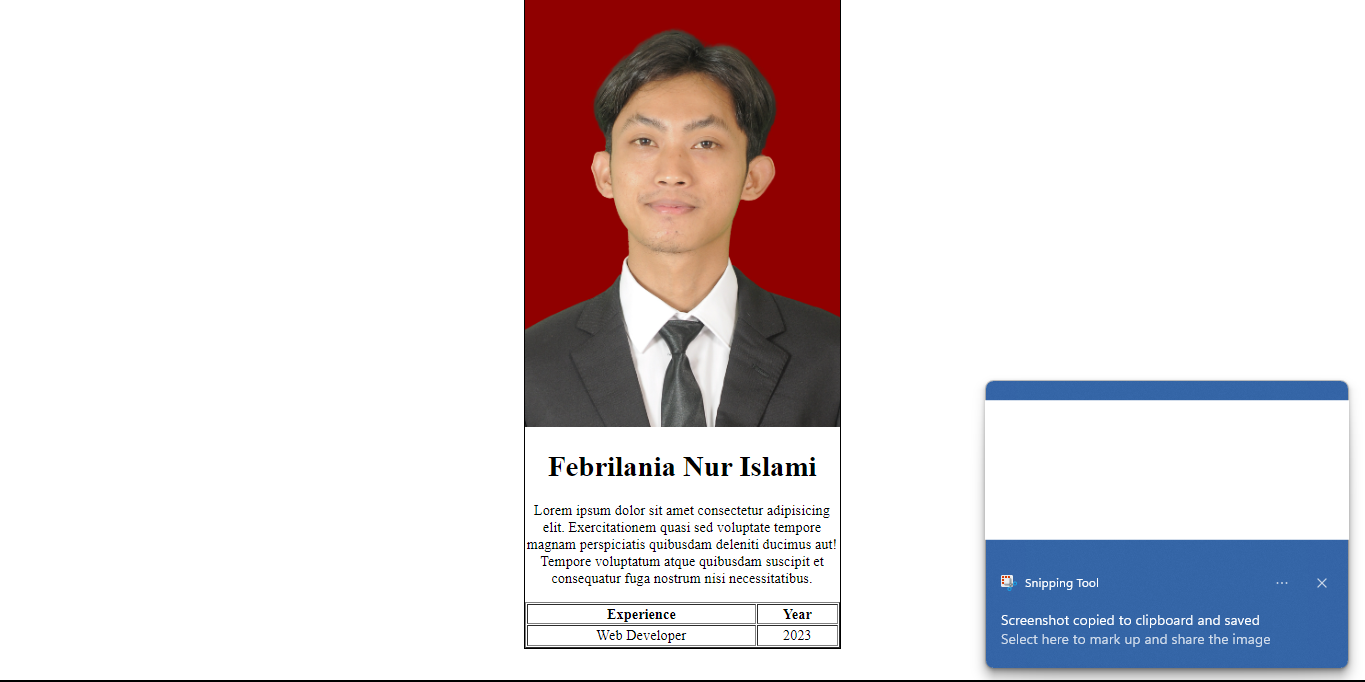 Febrilania Nur Islami
Lorem ipsum dolor sit amet consectetur adipisicing
elit. Exercitationem quasi sed voluptate tempore
magnam perspiciatis quibusdam deleniti ducimus aut!
Tempore voluptatum atque quibusdam suscipit et
consequatur fuga nostrum nisi necessitatibus.
Experience Year
Web Developer 2023
Snipping Tool
Screenshot copied to clipboard and saved
Select here to mark up and share the image